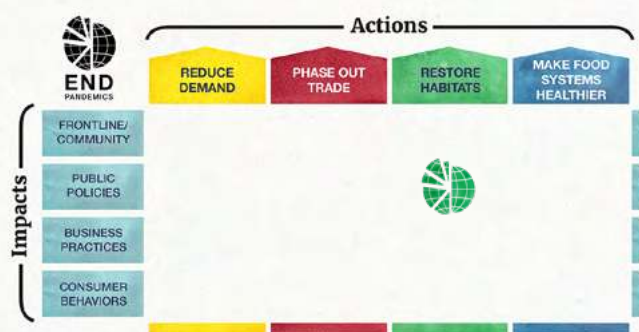 Actions
END
PANDEMICS
REDUCE
DEMAND
PHASE OUT
TRADE
RESTORE
HABITATS
MAKE FOOD
SYSTEMS
HEALTHIER
Impacts
FRONTLINE/
COMMUNITY
PUBLIC
POLICIES
BUSINESS
PRACTICES
CONSUMER
BEHAVIORS